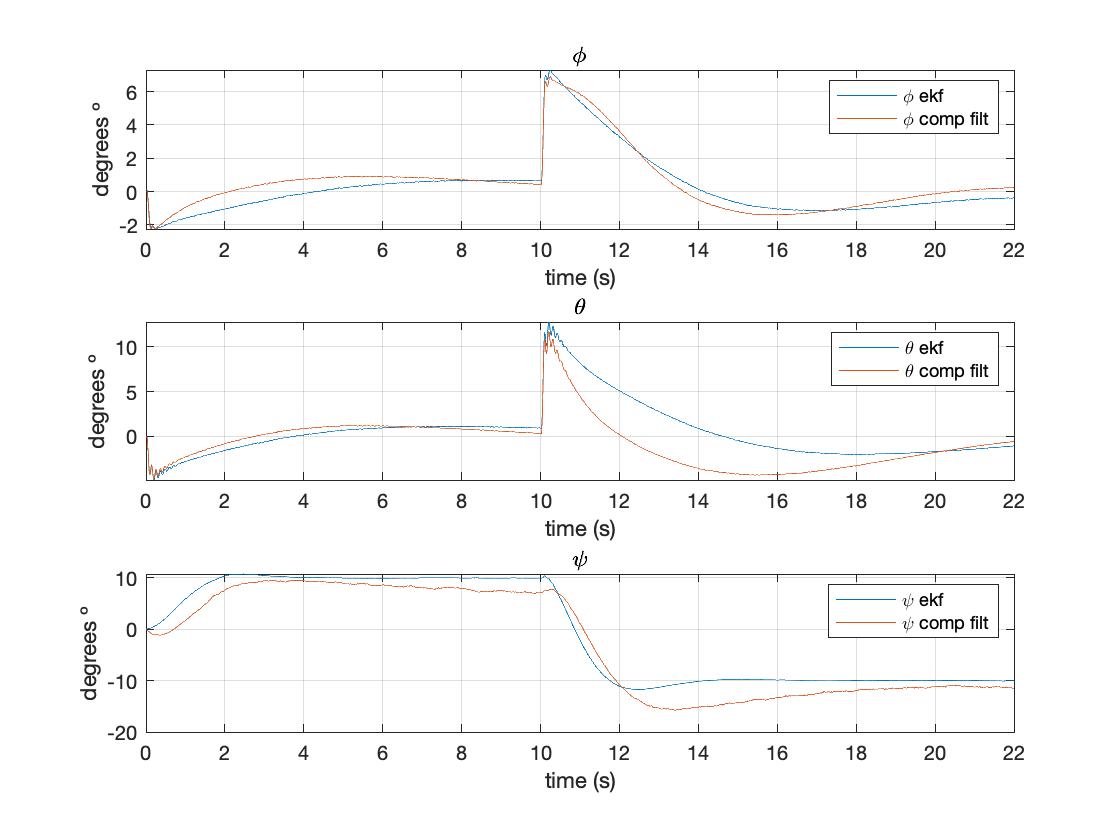 ϕ
degrees º
6
4
2
0
-2
ϕ ekf
ϕ comp filt
0 2 4 6 8 10 12 14 16 18 20 22
time (s)
θ
degrees º
10
5
0
θ ekf
θ comp filt
0 2 4 6 8 10 12 14 16 18 20 22
time (s)
ψ
degrees º
10
0
-10
-20
ψ ekf
ψ comp filt
0 2 4 6 8 10 12 14 16 18 20 22
time (s)